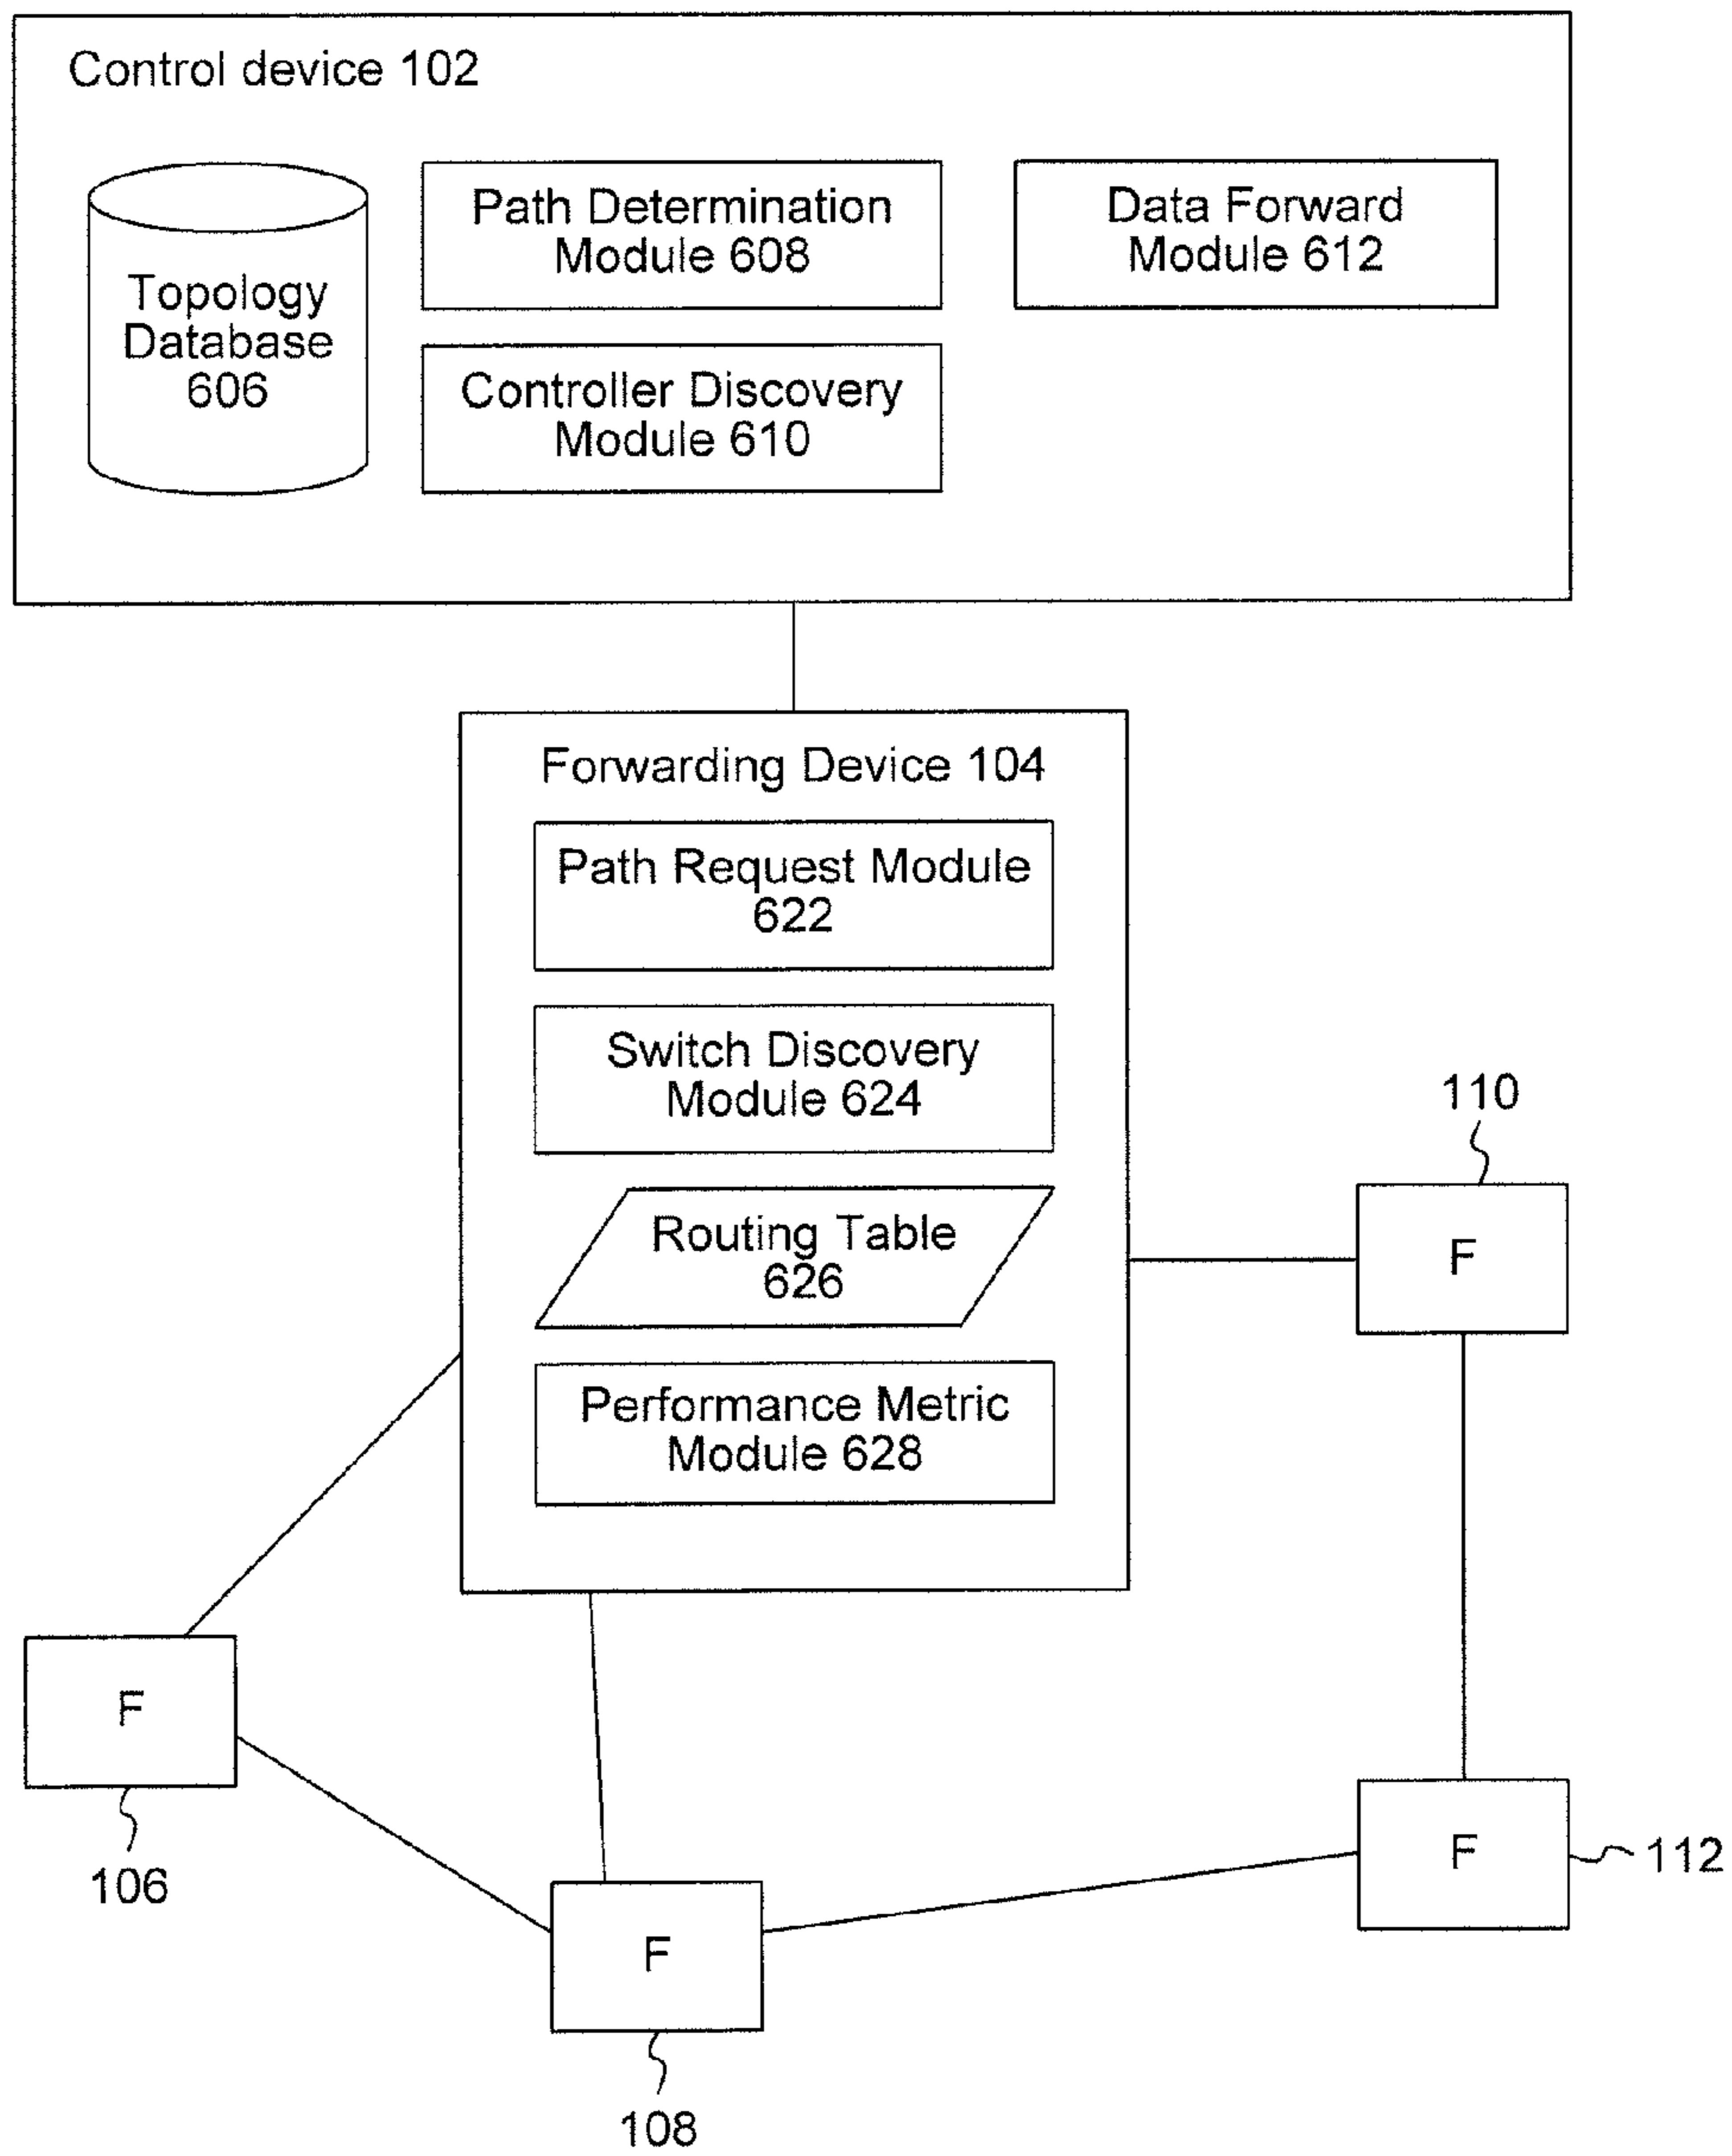 Control device 102
Topology
Database
606
Path Determination
Module 608
Data Forward
Module 612
Controller Discovery
Module 610
Forwarding Device 104
Path Request Module
622
Switch Discovery
Module 624
Routing Table
626
Performance Metric
Module 628
110
F
F
106
F
108
F
112